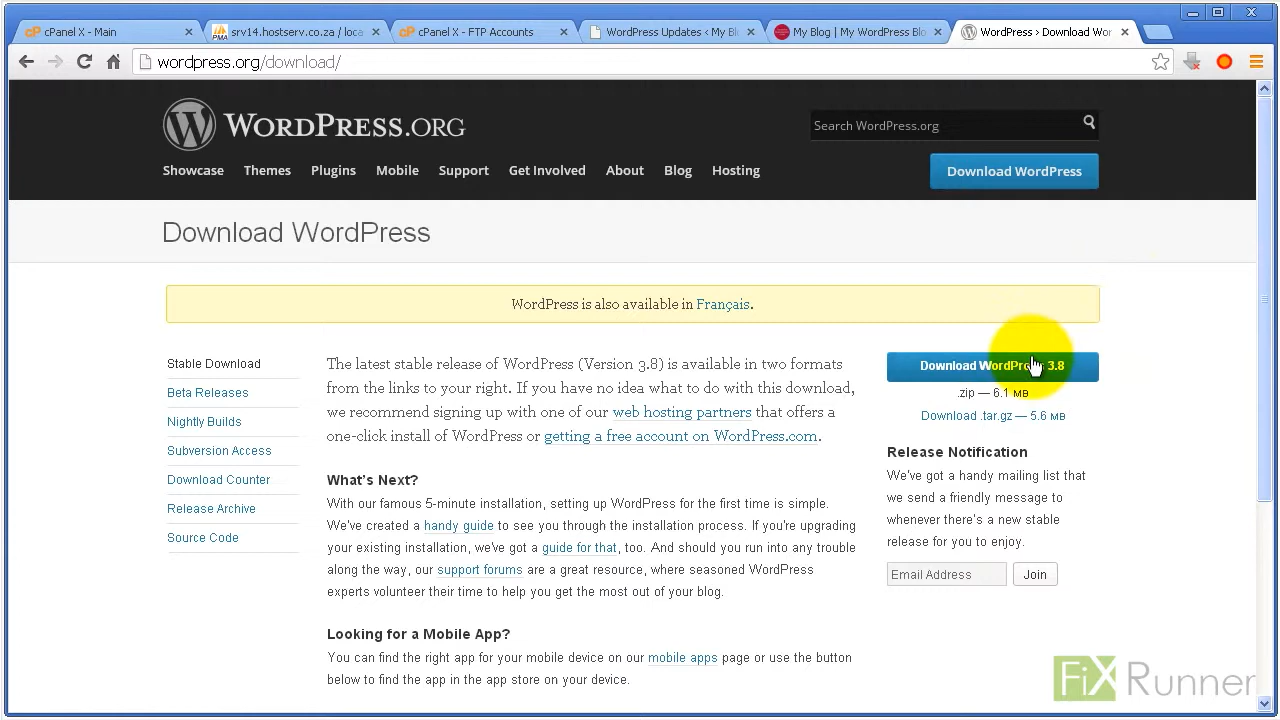 cPanel X - Main
srv14.hostserv.co.za / loca
cPanel X - FTP Accounts
WordPress Updates ‹ My Bl
My Blog | My WordPress Blo
WordPress › Download Wor
wordpress.org/download/
WORDPRESS.ORG
Search WordPress.org
Showcase Themes Plugins Mobile Support Get Involved About Blog Hosting
Download WordPress
Download WordPress
WordPress is also available in Français.
Stable Download
Beta Releases
Nightly Builds
Subversion Access
Download Counter
Release Archive
Source Code
The latest stable release of WordPress (Version 3.8) is available in two formats
from the links to your right. If you have no idea what to do with this download,
we recommend signing up with one of our web hosting partners that offers a
one-click install of WordPress or getting a free account on WordPress.com.
What's Next?
With our famous 5-minute installation, setting up WordPress for the first time is simple.
We've created a handy guide to see you through the installation process. If you're upgrading
your existing installation, we've got a guide for that, too. And should you run into any trouble
along the way, our support forums are a great resource, where seasoned WordPress
experts volunteer their time to help you get the most out of your blog.
Looking for a Mobile App?
You can find the right app for your mobile device on our mobile apps page or use the button
below to find the app in the app store on your device.
Download WordPress 3.8
.zip — 6.1 MB
Download .tar.gz — 5.6 MB
Release Notification
We've got a handy mailing list that
we send a friendly message to
whenever there's a new stable
release for you to enjoy.
Email Address
Join
FiX Runner